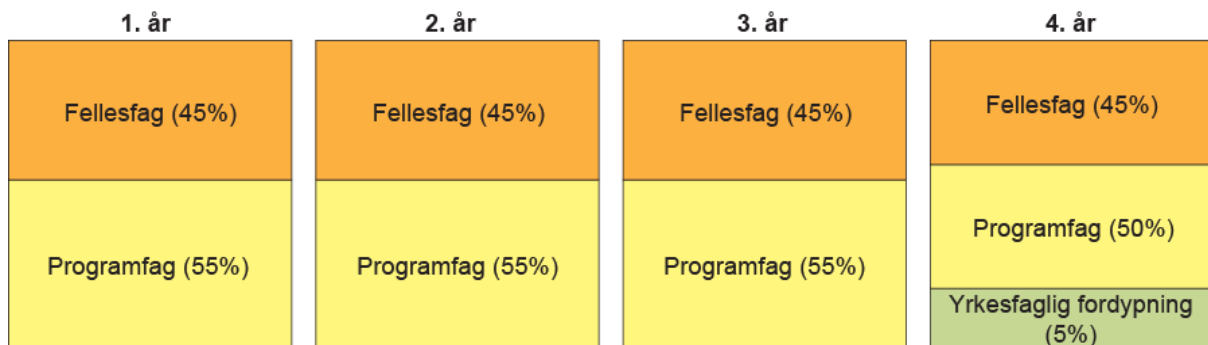 1. år
Fellesfag (45%)
Programfag (55%)
2. år
Fellesfag (45%)
Programfag (55%)
3. år
Fellesfag (45%)
Programfag (55%)
4. år
Fellesfag (45%)
Programfag (50%)
Yrkesfaglig fordypning
(5%)